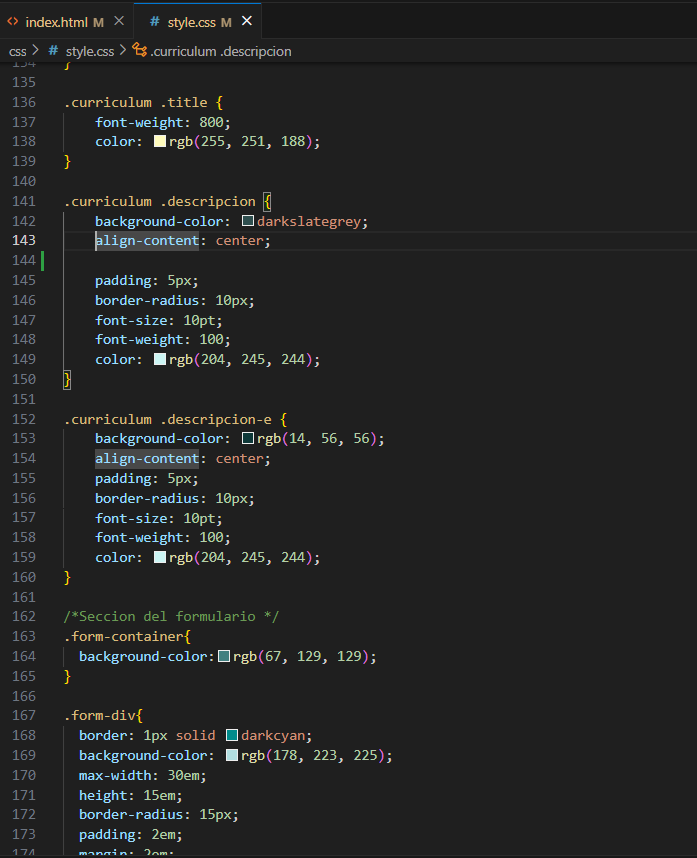 index.html M
style.css M
css > # style.css > .curriculum .descripcion
134 }
135
136 .curriculum .title {
137 font-weight: 800;
138 color: rgb(255, 251, 188);
139 }
140
141 .curriculum .descripcion {
142 background-color: darkslategrey;
143 align-content: center;
144
145 padding: 5px;
146 border-radius: 10px;
147 font-size: 10pt;
148 font-weight: 100;
149 color: rgb(204, 245, 244);
150 }
151
152 .curriculum .descripcion-e {
153 background-color: rgb(14, 56, 56);
154 align-content: center;
155 padding: 5px;
156 border-radius: 10px;
157 font-size: 10pt;
158 font-weight: 100;
159 color: rgb(204, 245, 244);
160 }
161
162 /*Seccion del formulario */
163 .form-container{
164 background-color: rgb(67, 129, 129);
165 }
166
167 .form-div{
168 border: 1px solid darkcyan;
169 background-color: rgb(178, 223, 225);
170 max-width: 30em;
171 height: 15em;
172 border-radius: 15px;
173 padding: 2em;
174 margin: 2em;